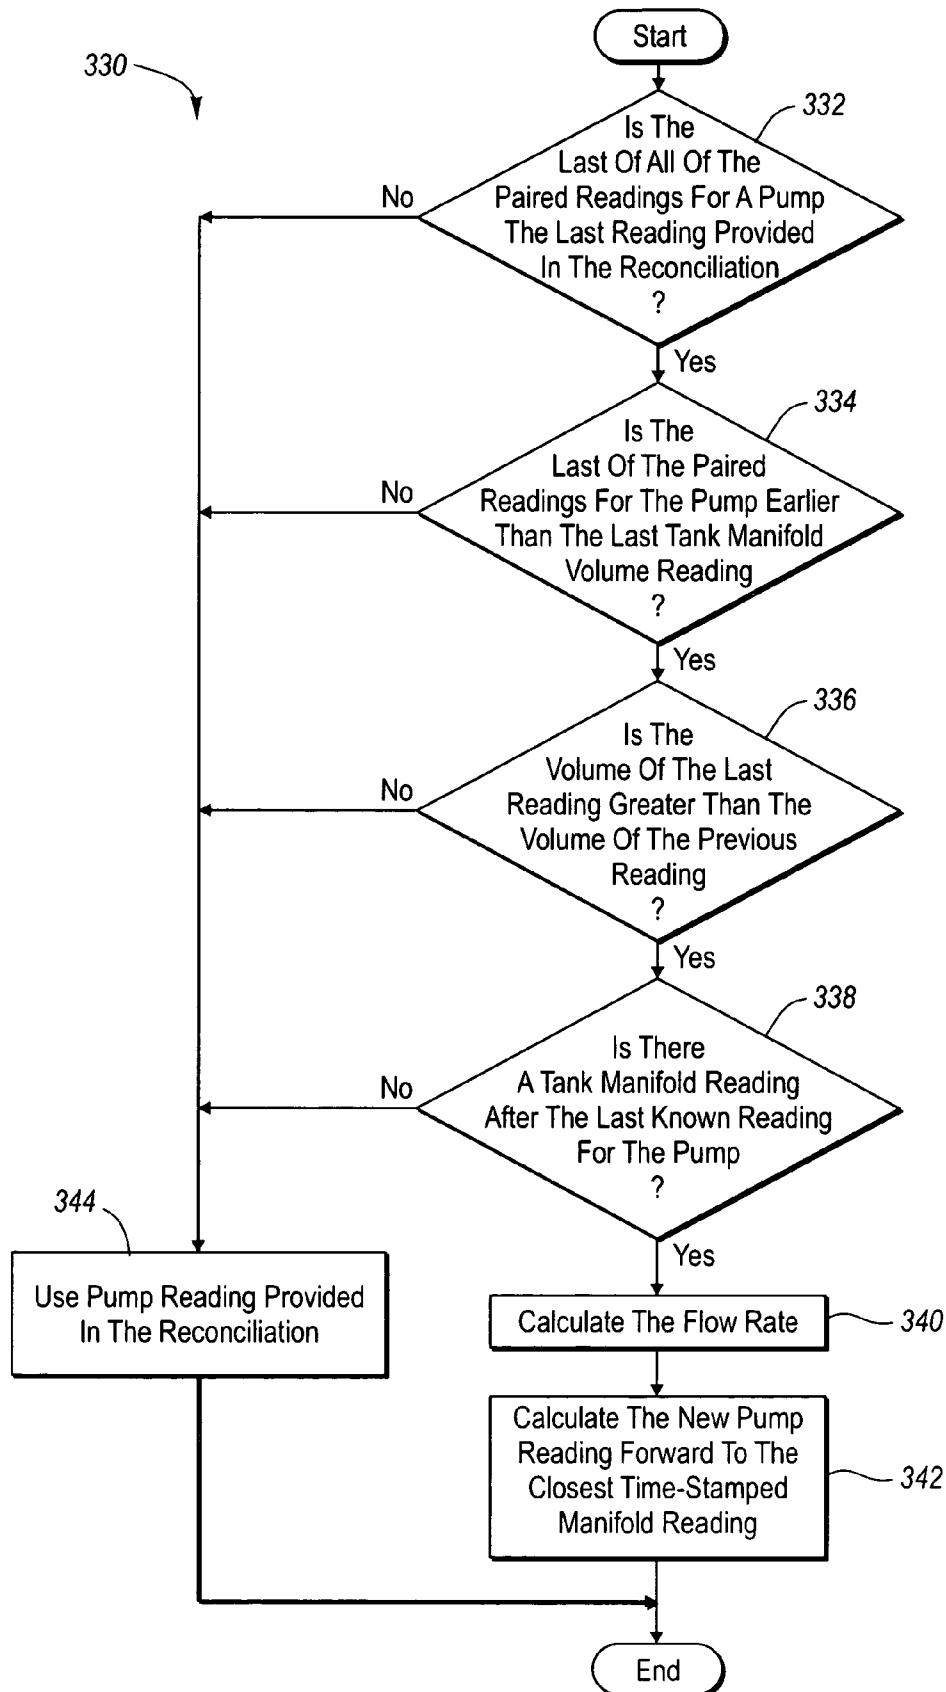 Start
330
332
Is The
Last Of All Of The
Paired Readings For A Pump
The Last Reading Provided
In The Reconciliation
?
No
Yes
334
Is The
Last Of The Paired
Readings For The Pump Earlier
Than The Last Tank Manifold
Volume Reading
?
No
Yes
336
Is The
Volume Of The Last
Reading Greater Than The
Volume Of The Previous
Reading
?
No
Yes
338
Is There
A Tank Manifold Reading
After The Last Known Reading
For The Pump
?
No
Yes
344
Use Pump Reading Provided
In The Reconciliation
Calculate The Flow Rate
340
Calculate The New Pump
Reading Forward To The
Closest Time-Stamped
Manifold Reading
342
End